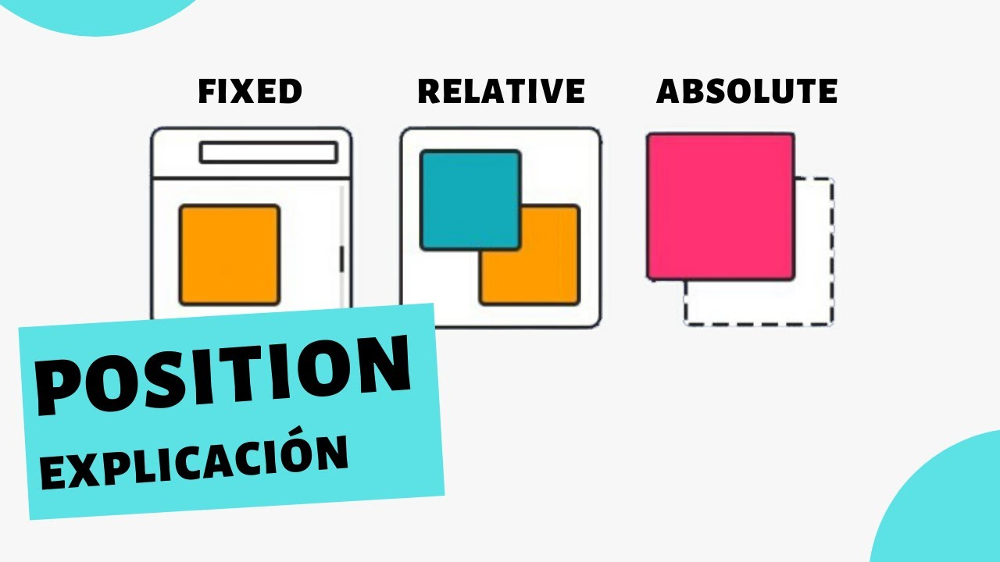 FIXED
RELATIVE
ABSOLUTE
POSITION
EXPLICACIÓN